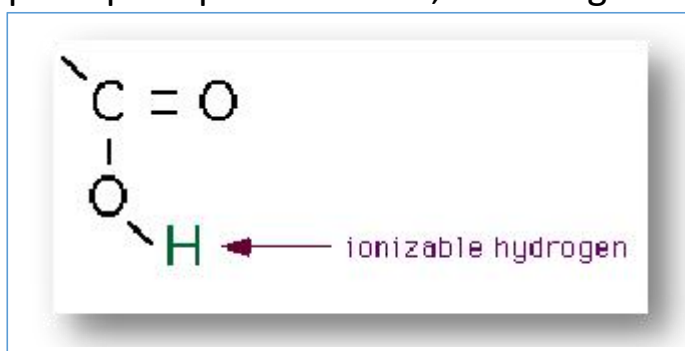 C = O
O
H ionizable hydrogen